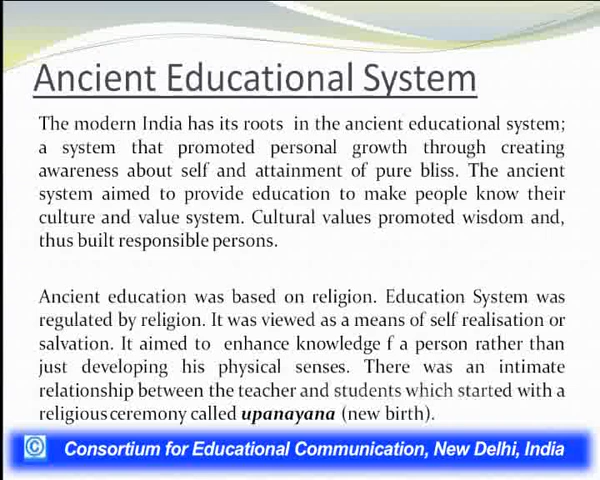 Ancient Educational System
The modern India has its roots in the ancient educational system;
a system that promoted personal growth through creating
awareness about self and attainment of pure bliss. The ancient
system aimed to provide education to make people know their
culture and value system. Cultural values promoted wisdom and,
thus built responsible persons.
Ancient education was based on religion. Education System was
regulated by religion. It was viewed as a means of self realisation or
salvation. It aimed to enhance knowledge f a person rather than
just developing his physical senses. There was an intimate
relationship between the teacher and students which started with a
religious ceremony called upanayana (new birth).
© Consortium for Educational Communication, New Delhi, India